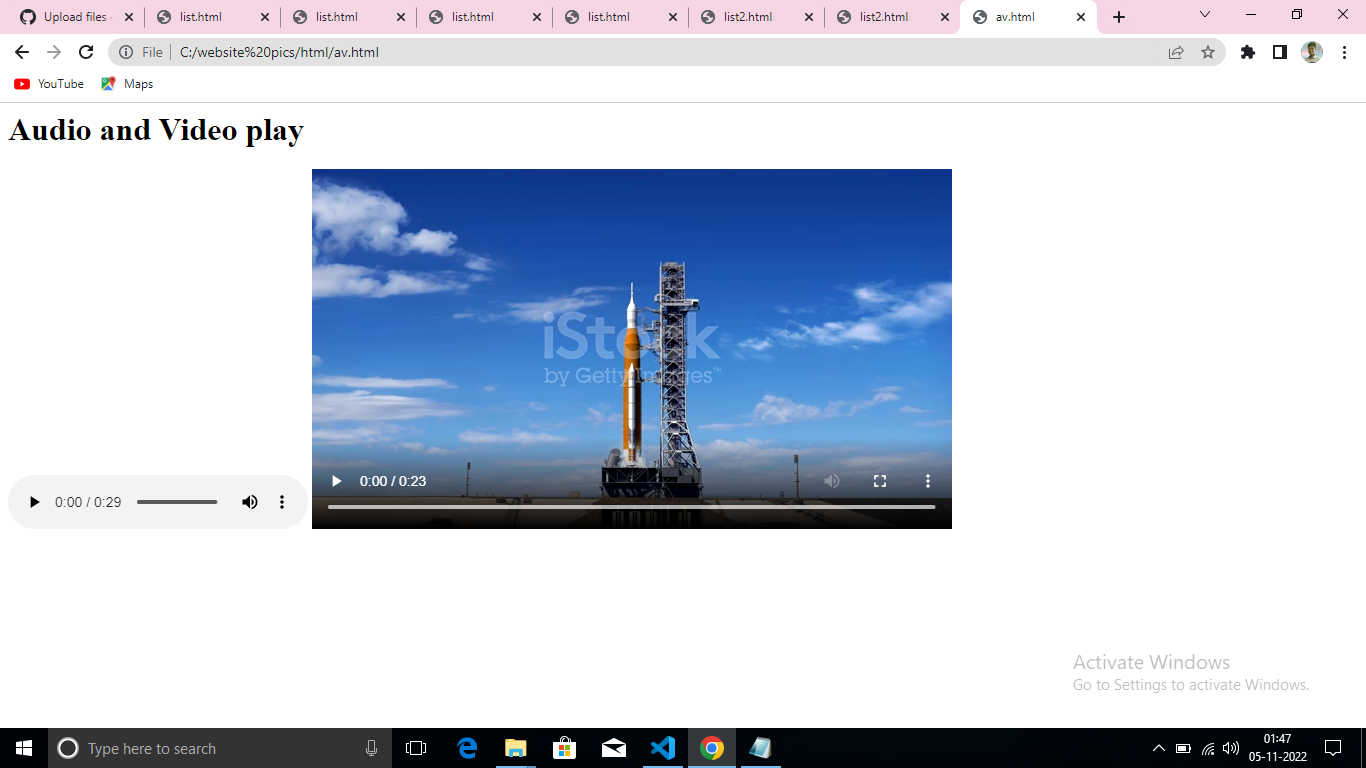 Upload files
list.html
list.html
list.html
list.html
list2.html
list2.html
av.html
File
C:/website%20pics/html/av.html
YouTube
Maps
Audio and Video play
iStock
by Getty Images™
0:00 / 0:23
0:00 / 0:29
Activate Windows
Go to Settings to activate Windows.
Type here to search
01:47
05-11-2022